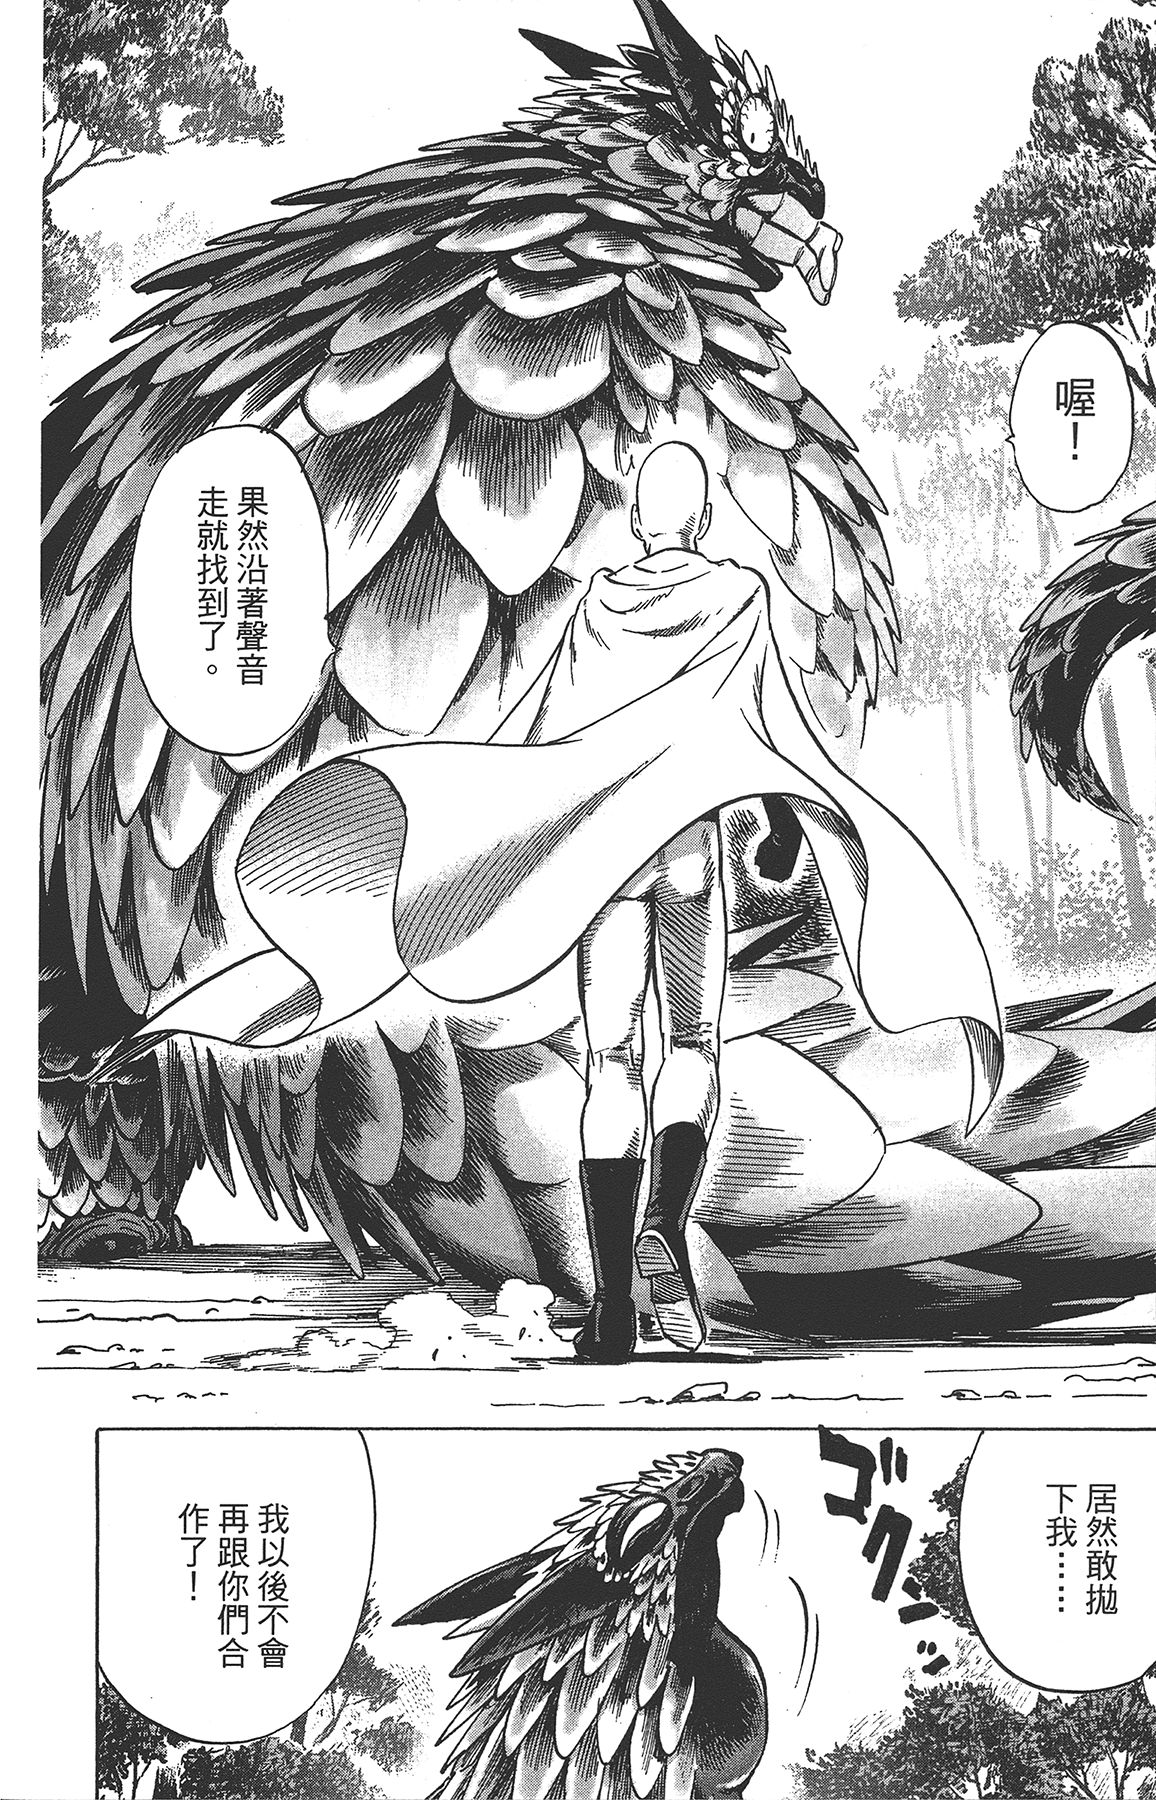 喔！
果然沿著聲音
走就找到了。
居然敢拋
下我……
ゴクッ
我以後不會
再跟你們合
作了！